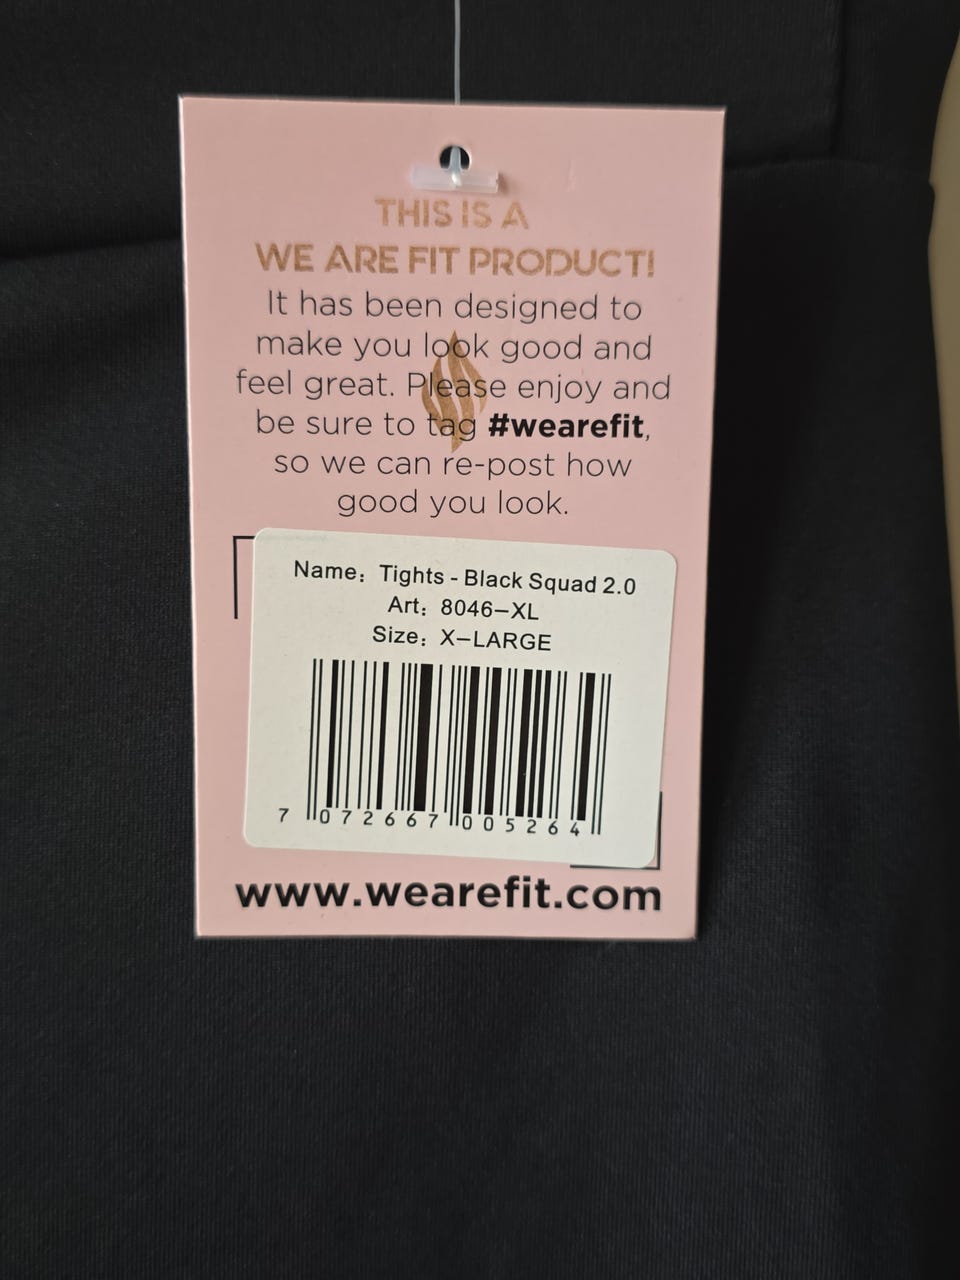 THIS IS A
WE ARE FIT PRODUCT!
It has been designed to
make you look good and
feel great. Please enjoy and
be sure to tag #wearefit,
so we can re-post how
good you look.
Name: Tights - Black Squad 2.0
Art: 8046-XL
Size: X-LARGE
7 072667 005264
www.wearefit.com